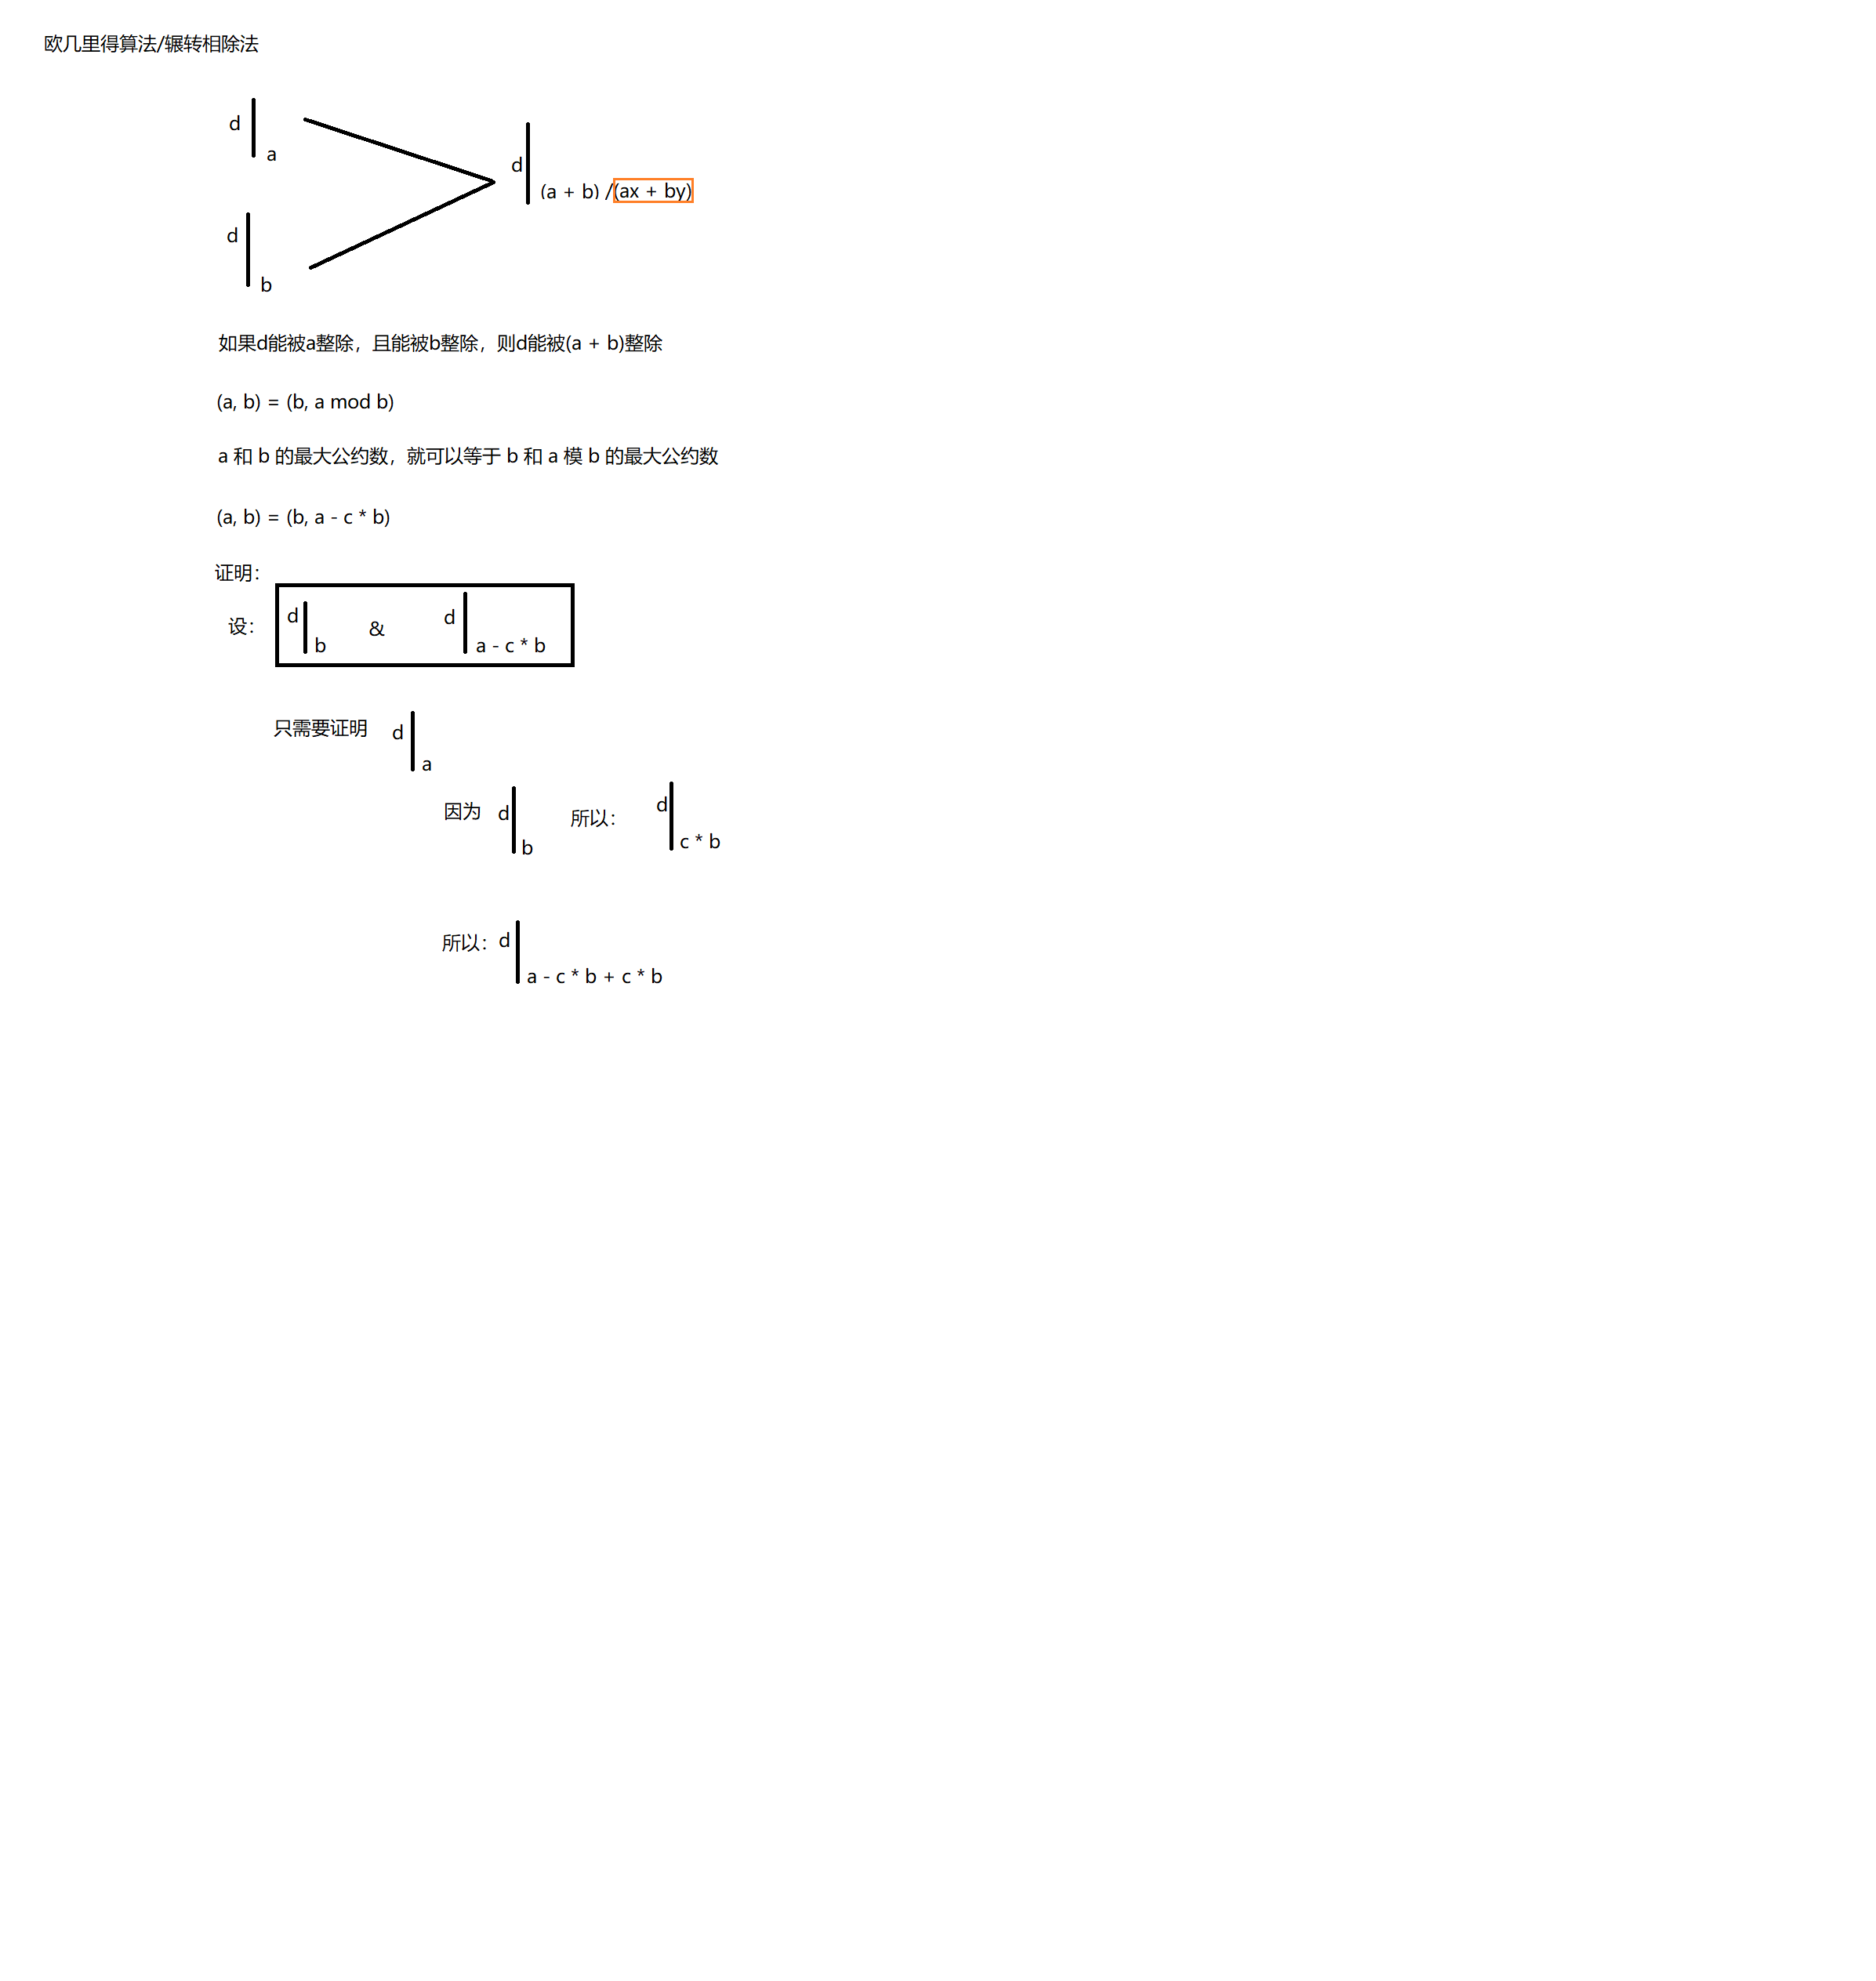 欧几里得算法/辗转相除法
d
a
d
(a + b) /(ax + by)
d
b
如果d能被a整除，且能被b整除，则d能被(a + b)整除
(a, b) = (b, a mod b)
a 和 b 的最大公约数，就可以等于 b 和 a 模 b 的最大公约数
(a, b) = (b, a - c * b)
证明：
设： d b & d a - c * b
只需要证明 d a
因为 d b 所以： d c * b
所以： d a - c * b + c * b